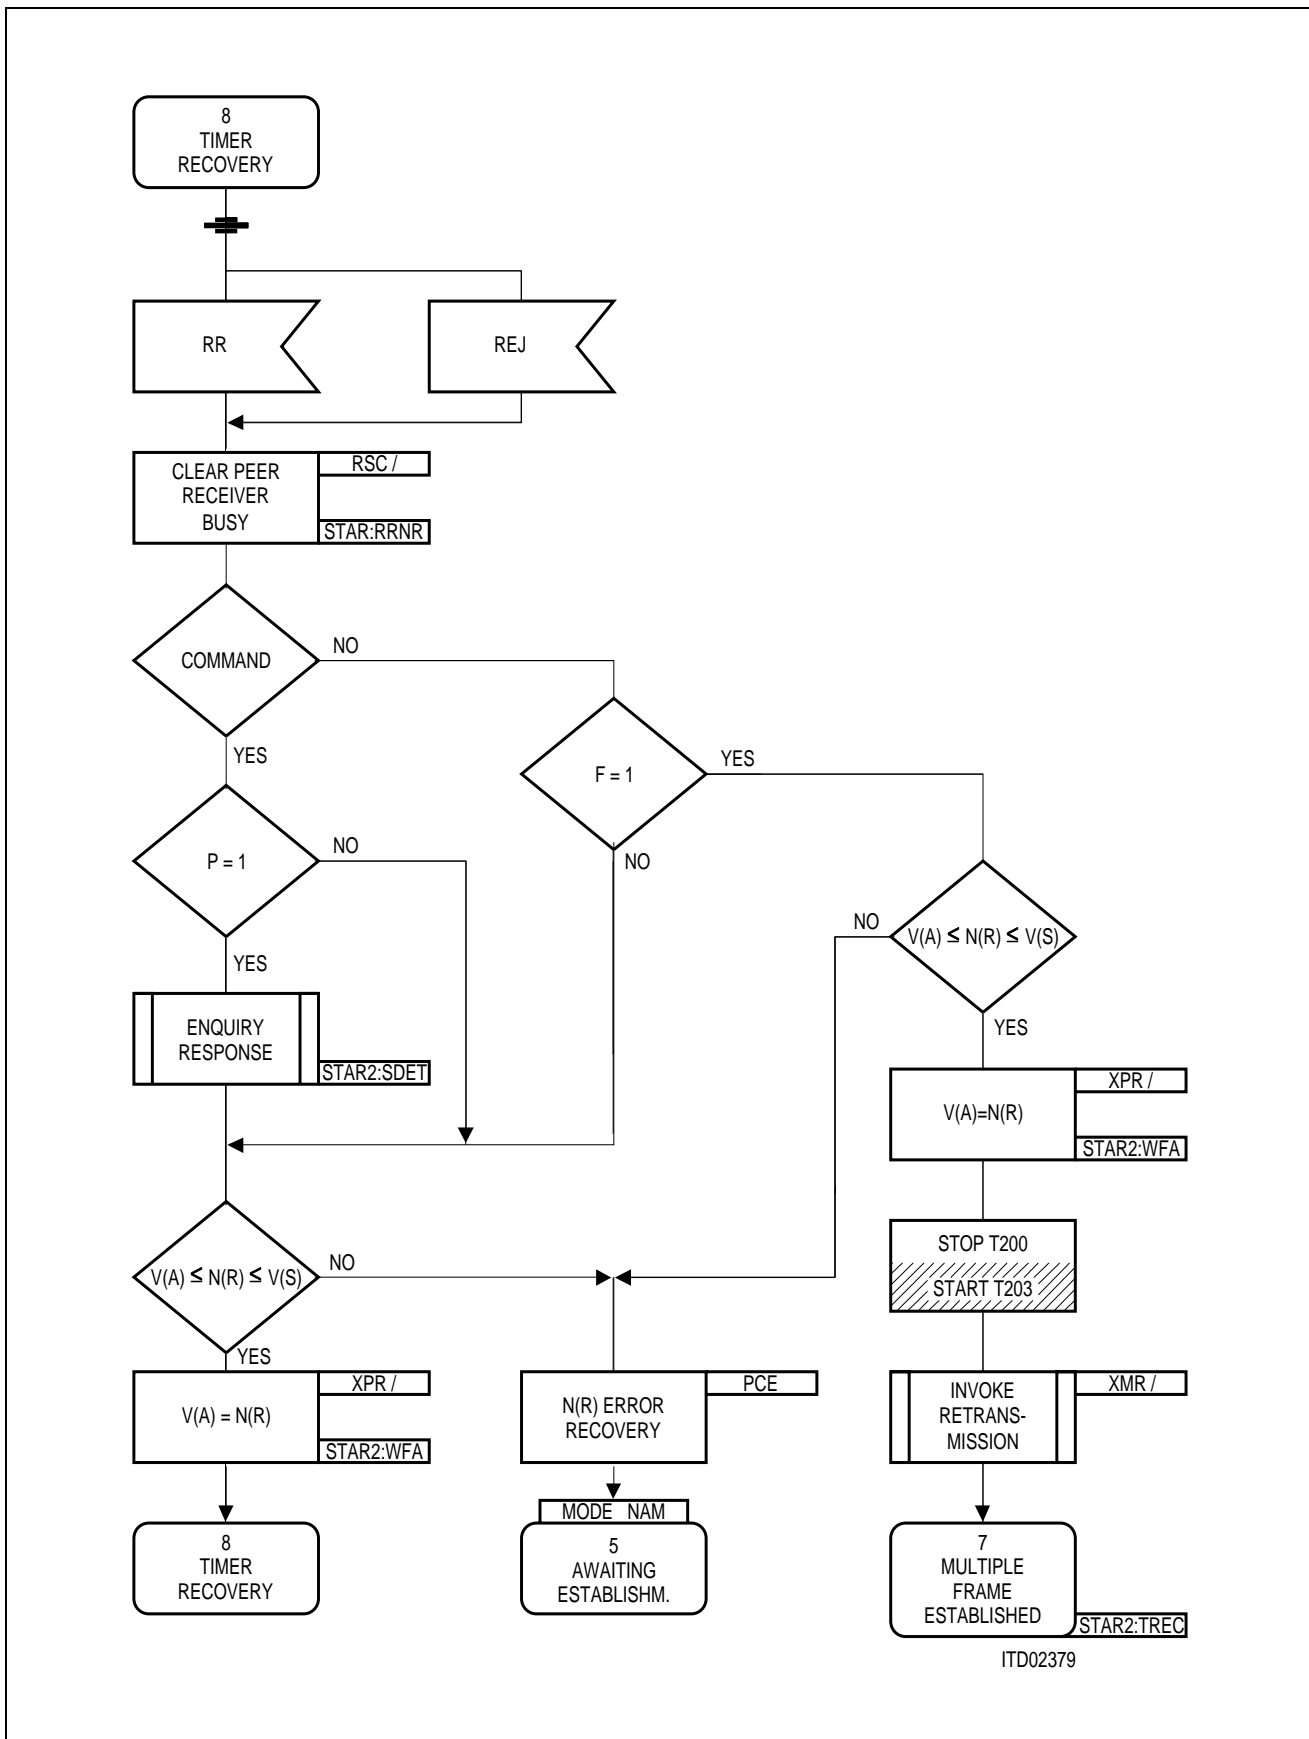 8
TIMER
RECOVERY
RR
REJ
CLEAR PEER
RECEIVER
BUSY
RSC /
STAR:RRNR
COMMAND
NO
YES
F = 1
YES
NO
P = 1
NO
YES
V(A) ≤ N(R) ≤ V(S)
NO
YES
ENQUIRY
RESPONSE
STAR2:SDET
V(A)=N(R)
XPR /
STAR2:WFA
STOP T200
START T203
V(A) ≤ N(R) ≤ V(S)
NO
YES
V(A) = N(R)
XPR /
STAR2:WFA
N(R) ERROR
RECOVERY
PCE
INVOKE
RETRANS-
MISSION
XMR /
8
TIMER
RECOVERY
MODE NAM
5
AWAITING
ESTABLISHM.
7
MULTIPLE
FRAME
ESTABLISHED
STAR2:TREC
ITD02379